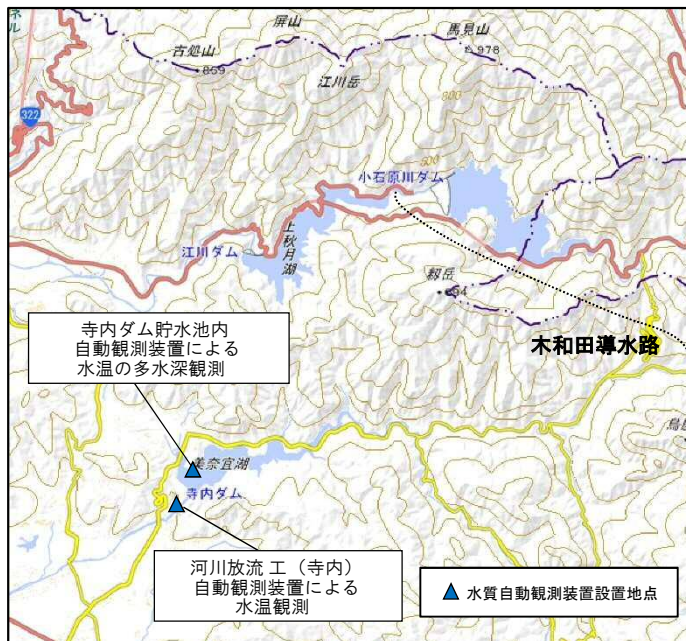 ネル
屏山
馬見山
978
古処山
859
江川岳
322
800
500
小石原川ダム
上秋月湖
江川ダム
籾岳
寺内ダム貯水池内
自動観測装置による
水温の多水深観測
木和田導水路
美奈宜湖
寺内ダム
河川放流工（寺内）
自動観測装置による
水温観測
水質自動観測装置設置地点